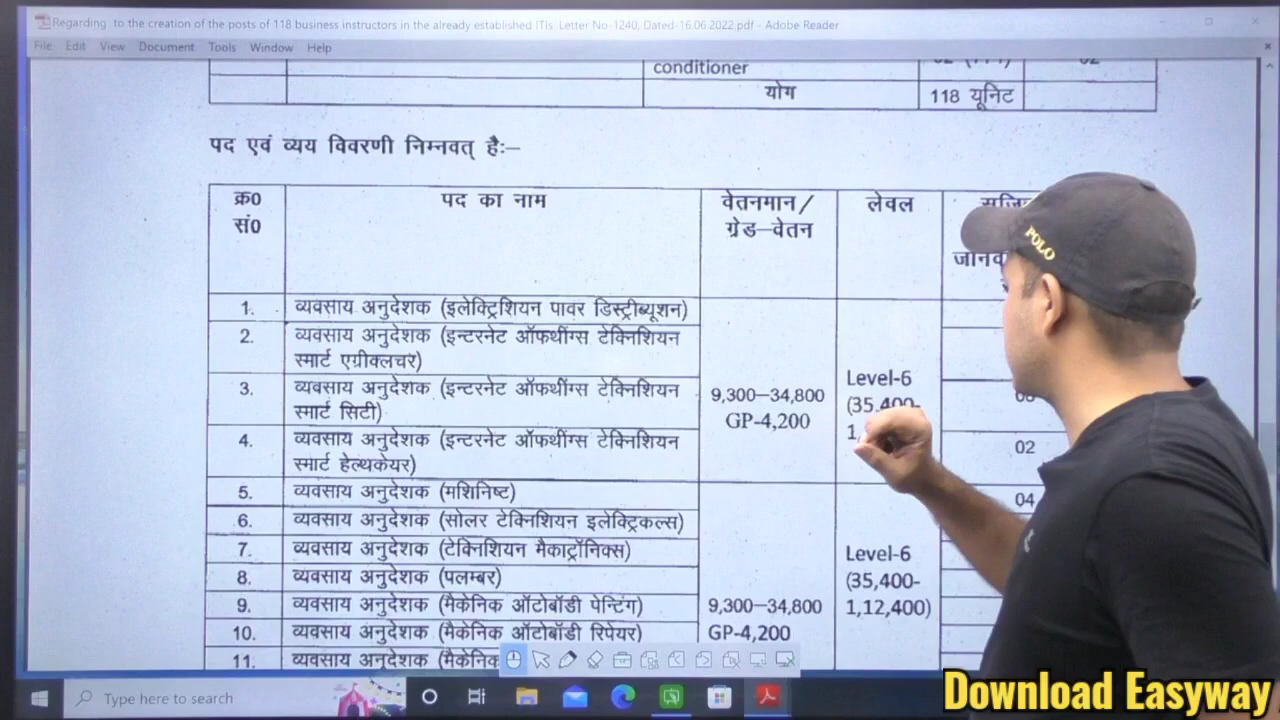 Regarding to the creation of the posts of 118 business instructors in the already established ITIs. Letter No-1240, Dated-16.06.2022.pdf - Adobe Reader
File Edit View Document Tools Window Help
conditioner
योग 118 यूनिट
पद एवं व्यय विवरणी निम्नवत् हैः—
क्र0 सं0
पद का नाम
वेतनमान/
ग्रेड—वेतन
लेवल
1. व्यवसाय अनुदेशक (इलेक्ट्रिशियन पावर डिस्ट्रीब्यूशन)
2. व्यवसाय अनुदेशक (इन्टरनेट ऑफथींग्स टेक्निशियन
स्मार्ट एग्रीक्लचर)
3. व्यवसाय अनुदेशक (इन्टरनेट ऑफथींग्स टेक्निशियन
स्मार्ट सिटी)
4. व्यवसाय अनुदेशक (इन्टरनेट ऑफथींग्स टेक्निशियन
स्मार्ट हेल्थकेयर)
9,300—34,800
GP-4,200
Level-6
(35,400-
02
5. व्यवसाय अनुदेशक (मशिनिष्ट)
04
6. व्यवसाय अनुदेशक (सोलर टेक्निशियन इलेक्ट्रिकल्स)
7. व्यवसाय अनुदेशक (टेक्निशियन मैकाट्रॉनिक्स)
8. व्यवसाय अनुदेशक (पलम्बर)
9. व्यवसाय अनुदेशक (मैकेनिक ऑटोबॉडी पेन्टिंग)
10. व्यवसाय अनुदेशक (मैकेनिक ऑटोबॉडी रिपेयर)
11. व्यवसाय अनुदेशक (मैकेनिक
9,300—34,800
GP-4,200
Level-6
(35,400-
1,12,400)
POLO
Type here to search
Download Easyway